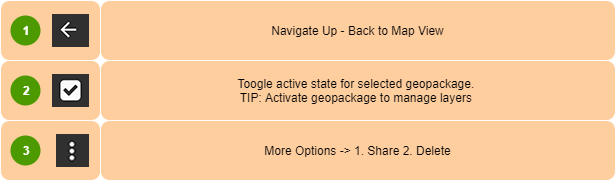 1
Navigate Up - Back to Map View
2
Toogle active state for selected geopackage.
TIP: Activate geopackage to manage layers
3
More Options -> 1. Share 2. Delete